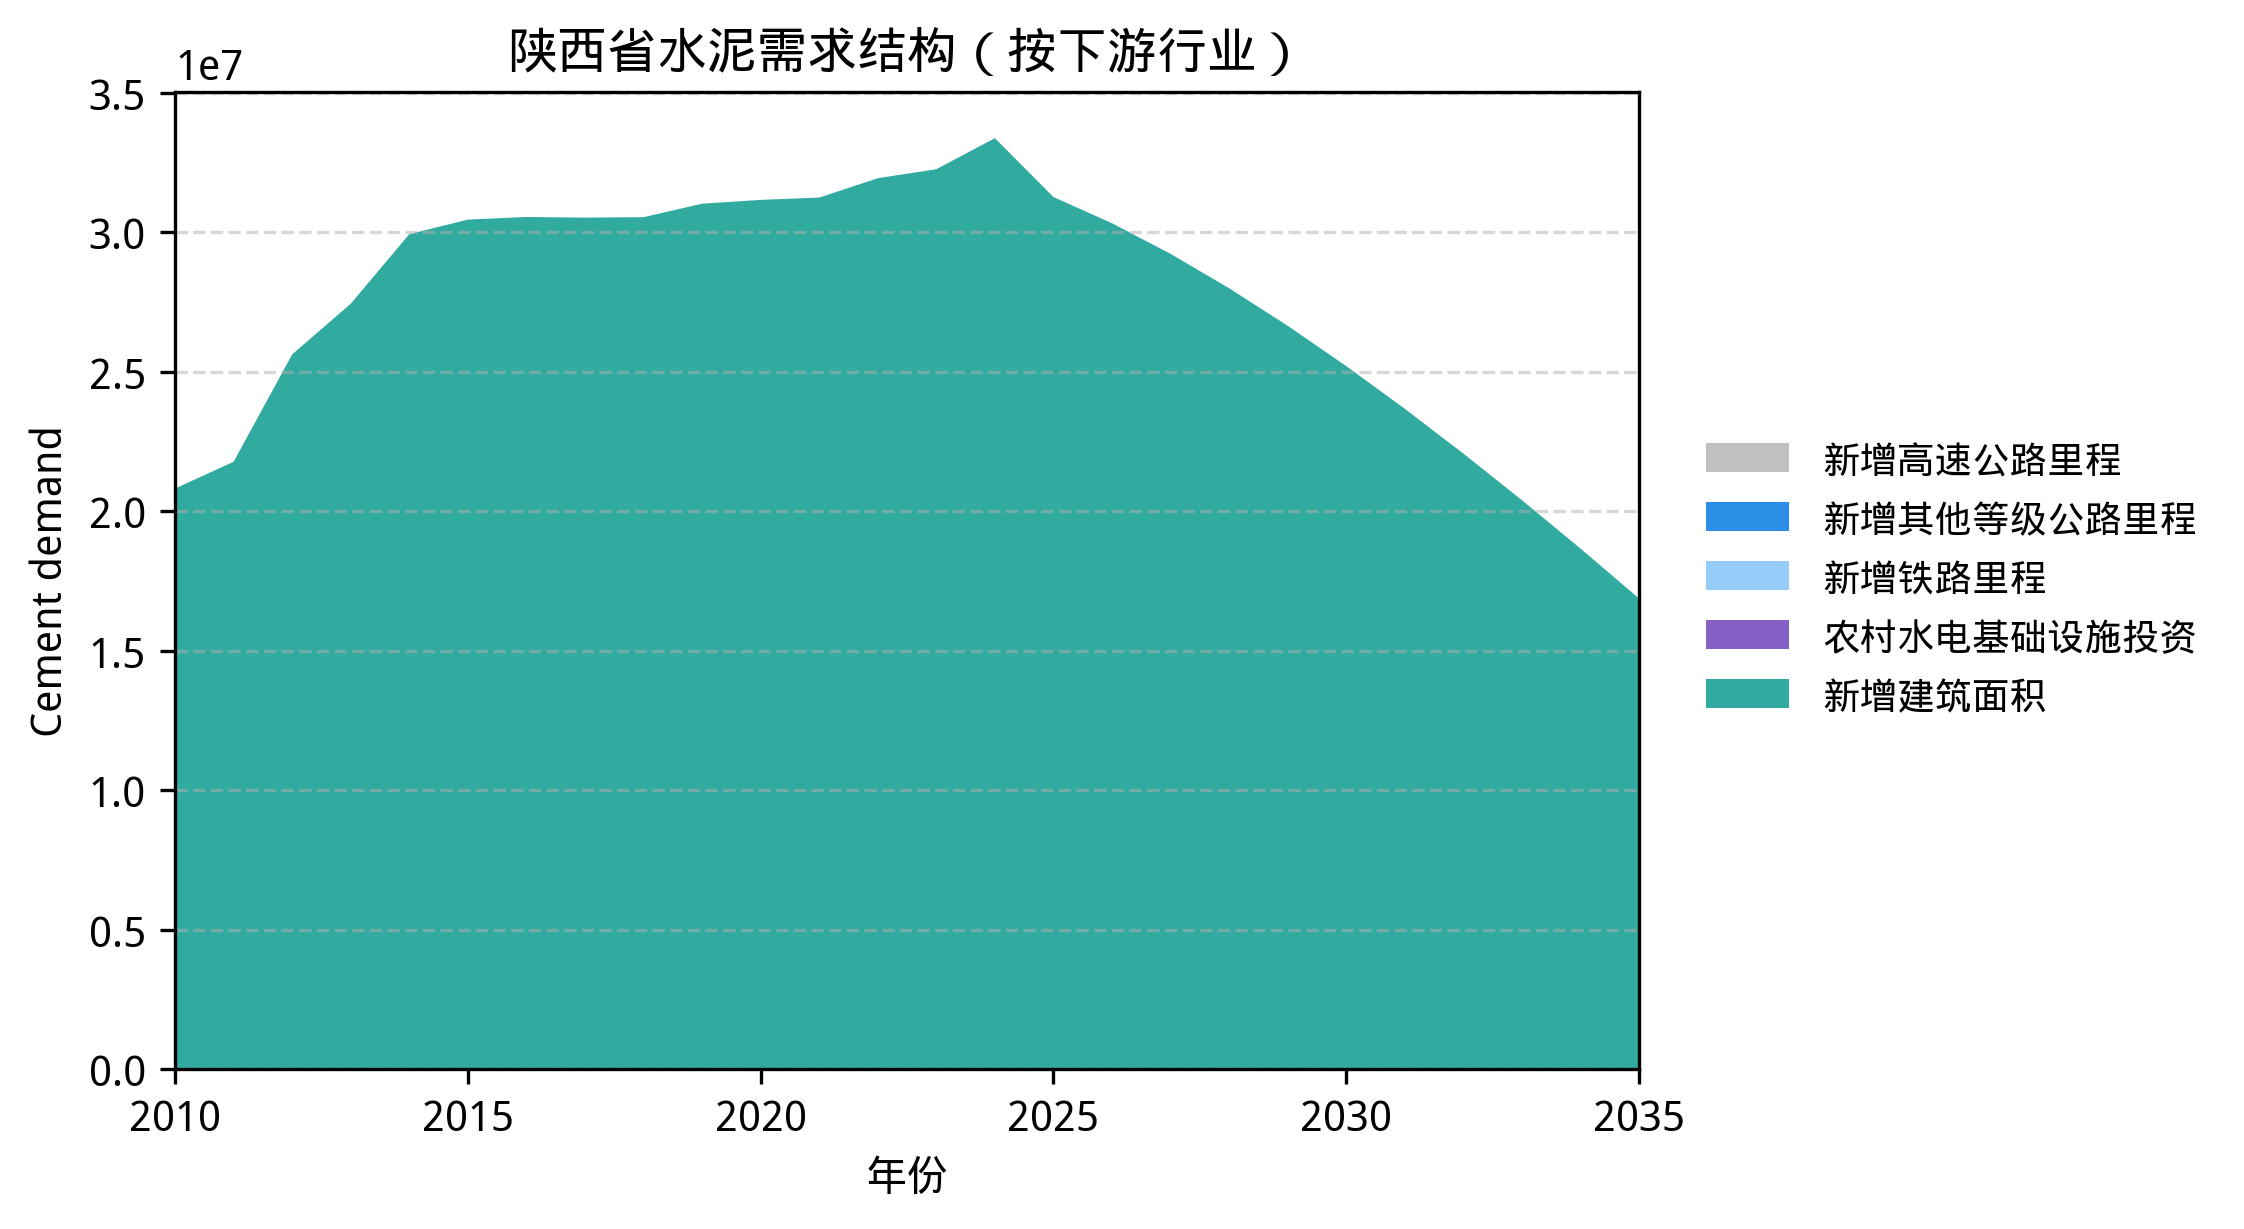 陕西省水泥需求结构（按下游行业）
1e7
3.5
3.0
2.5
2.0
1.5
1.0
0.5
0.0
Cement demand
2010 2015 2020 2025 2030 2035
年份
新增高速公路里程
新增其他等级公路里程
新增铁路里程
农村水电基础设施投资
新增建筑面积